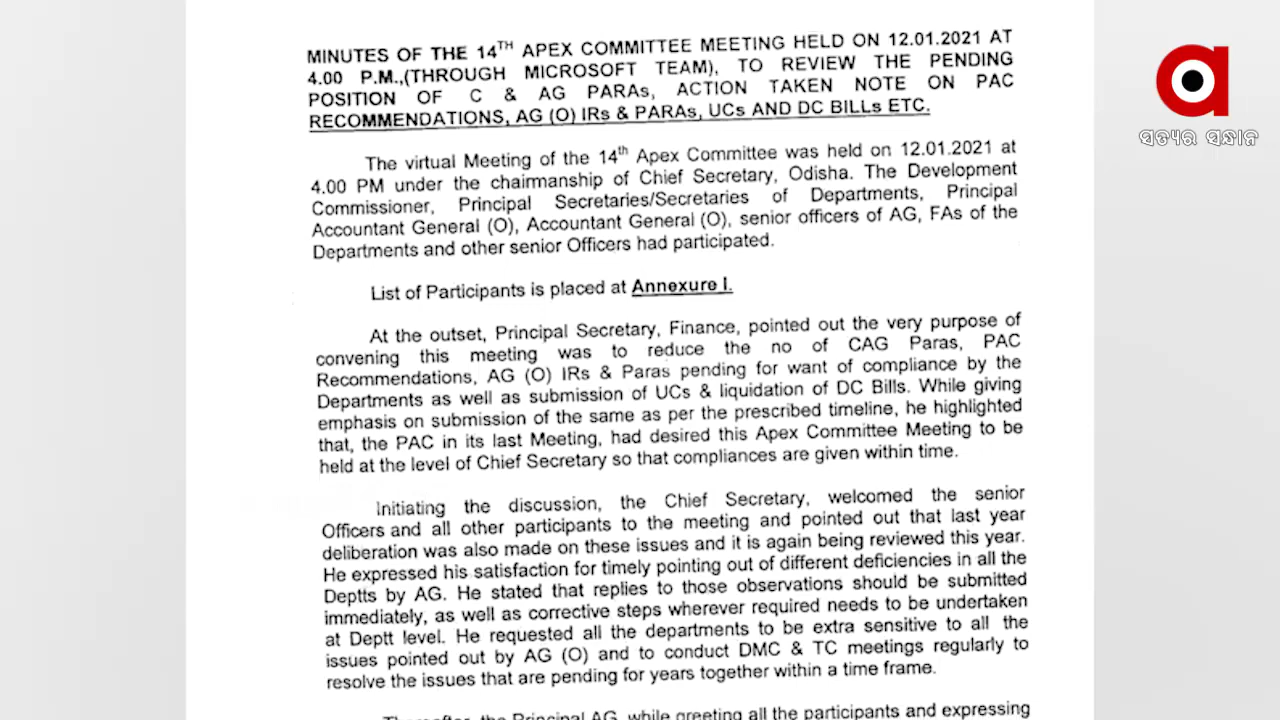 MINUTES OF THE 14TH APEX COMMITTEE MEETING HELD ON 12.01.2021 AT
4.00 P.M.,(THROUGH MICROSOFT TEAM), TO REVIEW THE PENDING
POSITION OF C & AG PARAs, ACTION TAKEN NOTE ON PAC
RECOMMENDATIONS, AG (O) IRs & PARAs, UCs AND DC BILLs ETC.
The virtual Meeting of the 14th Apex Committee was held on 12.01.2021 at
4.00 PM under the chairmanship of Chief Secretary, Odisha. The Development
Commissioner, Principal Secretaries/Secretaries of Departments, Principal
Accountant General (O), Accountant General (O), senior officers of AG, FAs of the
Departments and other senior Officers had participated.
List of Participants is placed at Annexure I.
At the outset, Principal Secretary, Finance, pointed out the very purpose of
convening this meeting was to reduce the no of CAG Paras, PAC
Recommendations, AG (O) IRs & Paras pending for want of compliance by the
Departments as well as submission of UCs & liquidation of DC Bills. While giving
emphasis on submission of the same as per the prescribed timeline, he highlighted
that, the PAC in its last Meeting, had desired this Apex Committee Meeting to be
held at the level of Chief Secretary so that compliances are given within time.
Initiating the discussion, the Chief Secretary, welcomed the senior
Officers and all other participants to the meeting and pointed out that last year
deliberation was also made on these issues and it is again being reviewed this year.
He expressed his satisfaction for timely pointing out of different deficiencies in all the
Deptts by AG. He stated that replies to those observations should be submitted
immediately, as well as corrective steps wherever required needs to be undertaken
at Deptt level. He requested all the departments to be extra sensitive to all the
issues pointed out by AG (O) and to conduct DMC & TC meetings regularly to
resolve the issues that are pending for years together within a time frame.
Thereafter, the Principal AG, while greeting all the participants and expressing
a
ସତ୍ୟର ସନ୍ଧାନ